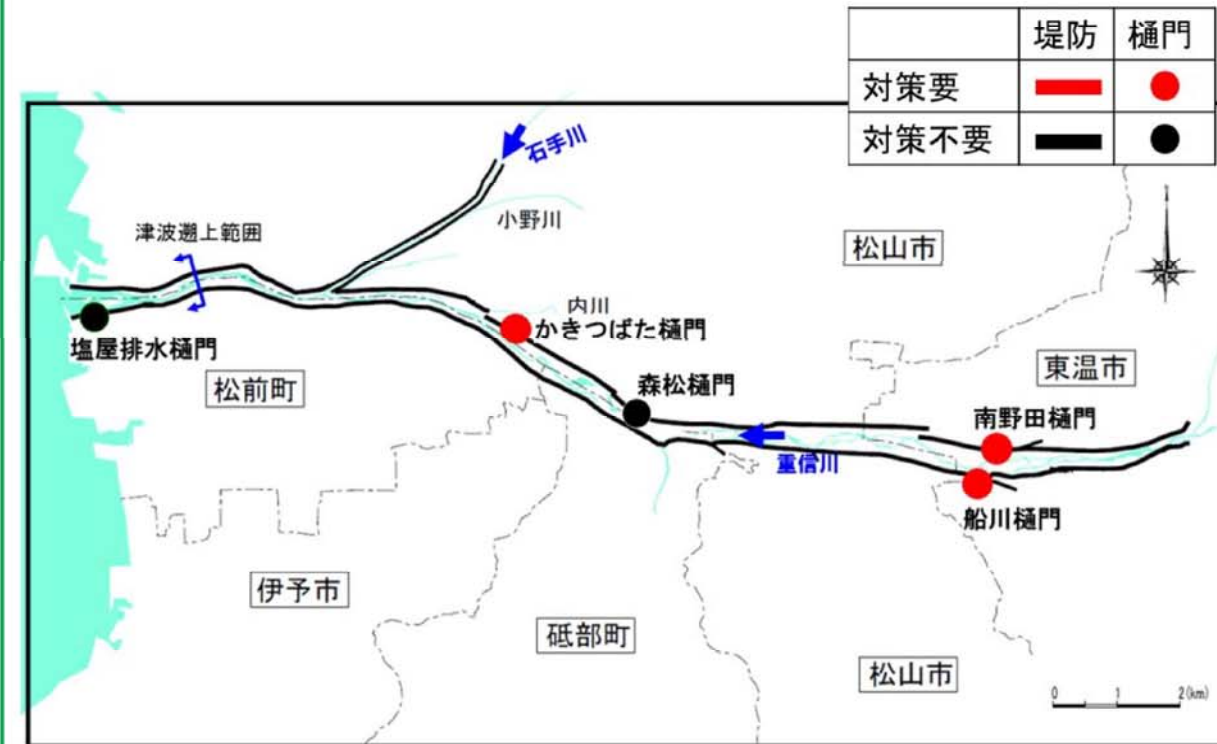 堤防 樋門
対策要
対策不要
石手川
小野川
津波遡上範囲
松山市
内川
かきつばた樋門
塩屋排水樋門
東温市
松前町
森松樋門
南野田樋門
重信川
船川樋門
伊予市
砥部町
松山市
0 1 2(km)